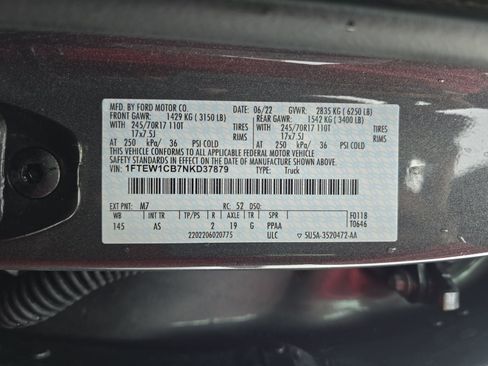 MFD. BY FORD MOTOR CO. DATE: 06/22 GVWR: 2835 KG ( 6250 LB)
FRONT GAWR: 1429 KG ( 3150 LB) REAR GAWR: 1542 KG ( 3400 LB)
WITH 245/70R17 110T TIRES WITH 245/70R17 110T TIRES
17x7.5J RIMS 17x7.5J RIMS
AT 250 kPa/ 36 PSI COLD AT 250 kPa/ 36 PSI COLD
THIS VEHICLE CONFORMS TO ALL APPLICABLE FEDERAL MOTOR VEHICLE
SAFETY STANDARDS IN EFFECT ON THE DATE OF MANUFACTURE SHOWN ABOVE.
VIN: 1FTEW1CB7NKD37879 TYPE: Truck
EXT PNT: M7 RC: 52 DSO: F0118
WB INT TR TP/PS R AXLE TR SPR T0646
145 AS 2 19 G PPAA
2202206020775 ULC 5U5A-3520472-AA